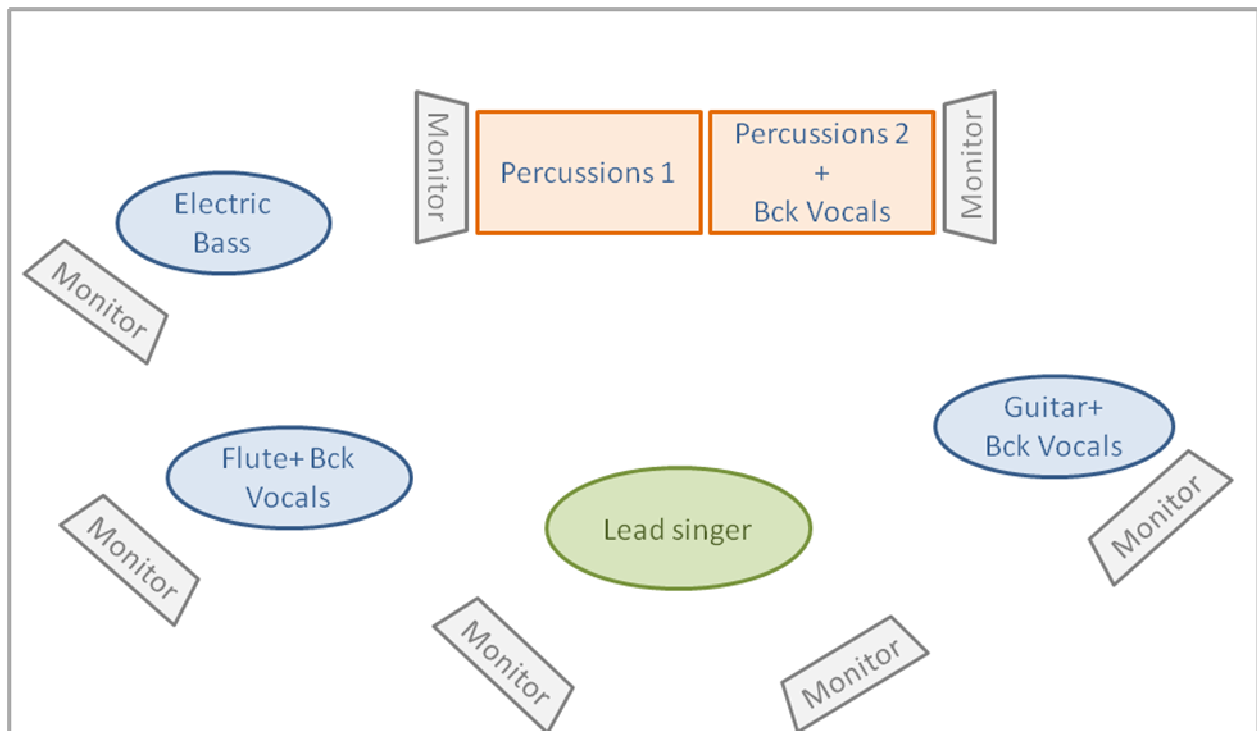 Monitor
Percussions 1
Percussions 2
+
Bck Vocals
Monitor
Electric
Bass
Monitor
Guitar+
Bck Vocals
Flute+ Bck
Vocals
Monitor
Lead singer
Monitor
Monitor
Monitor